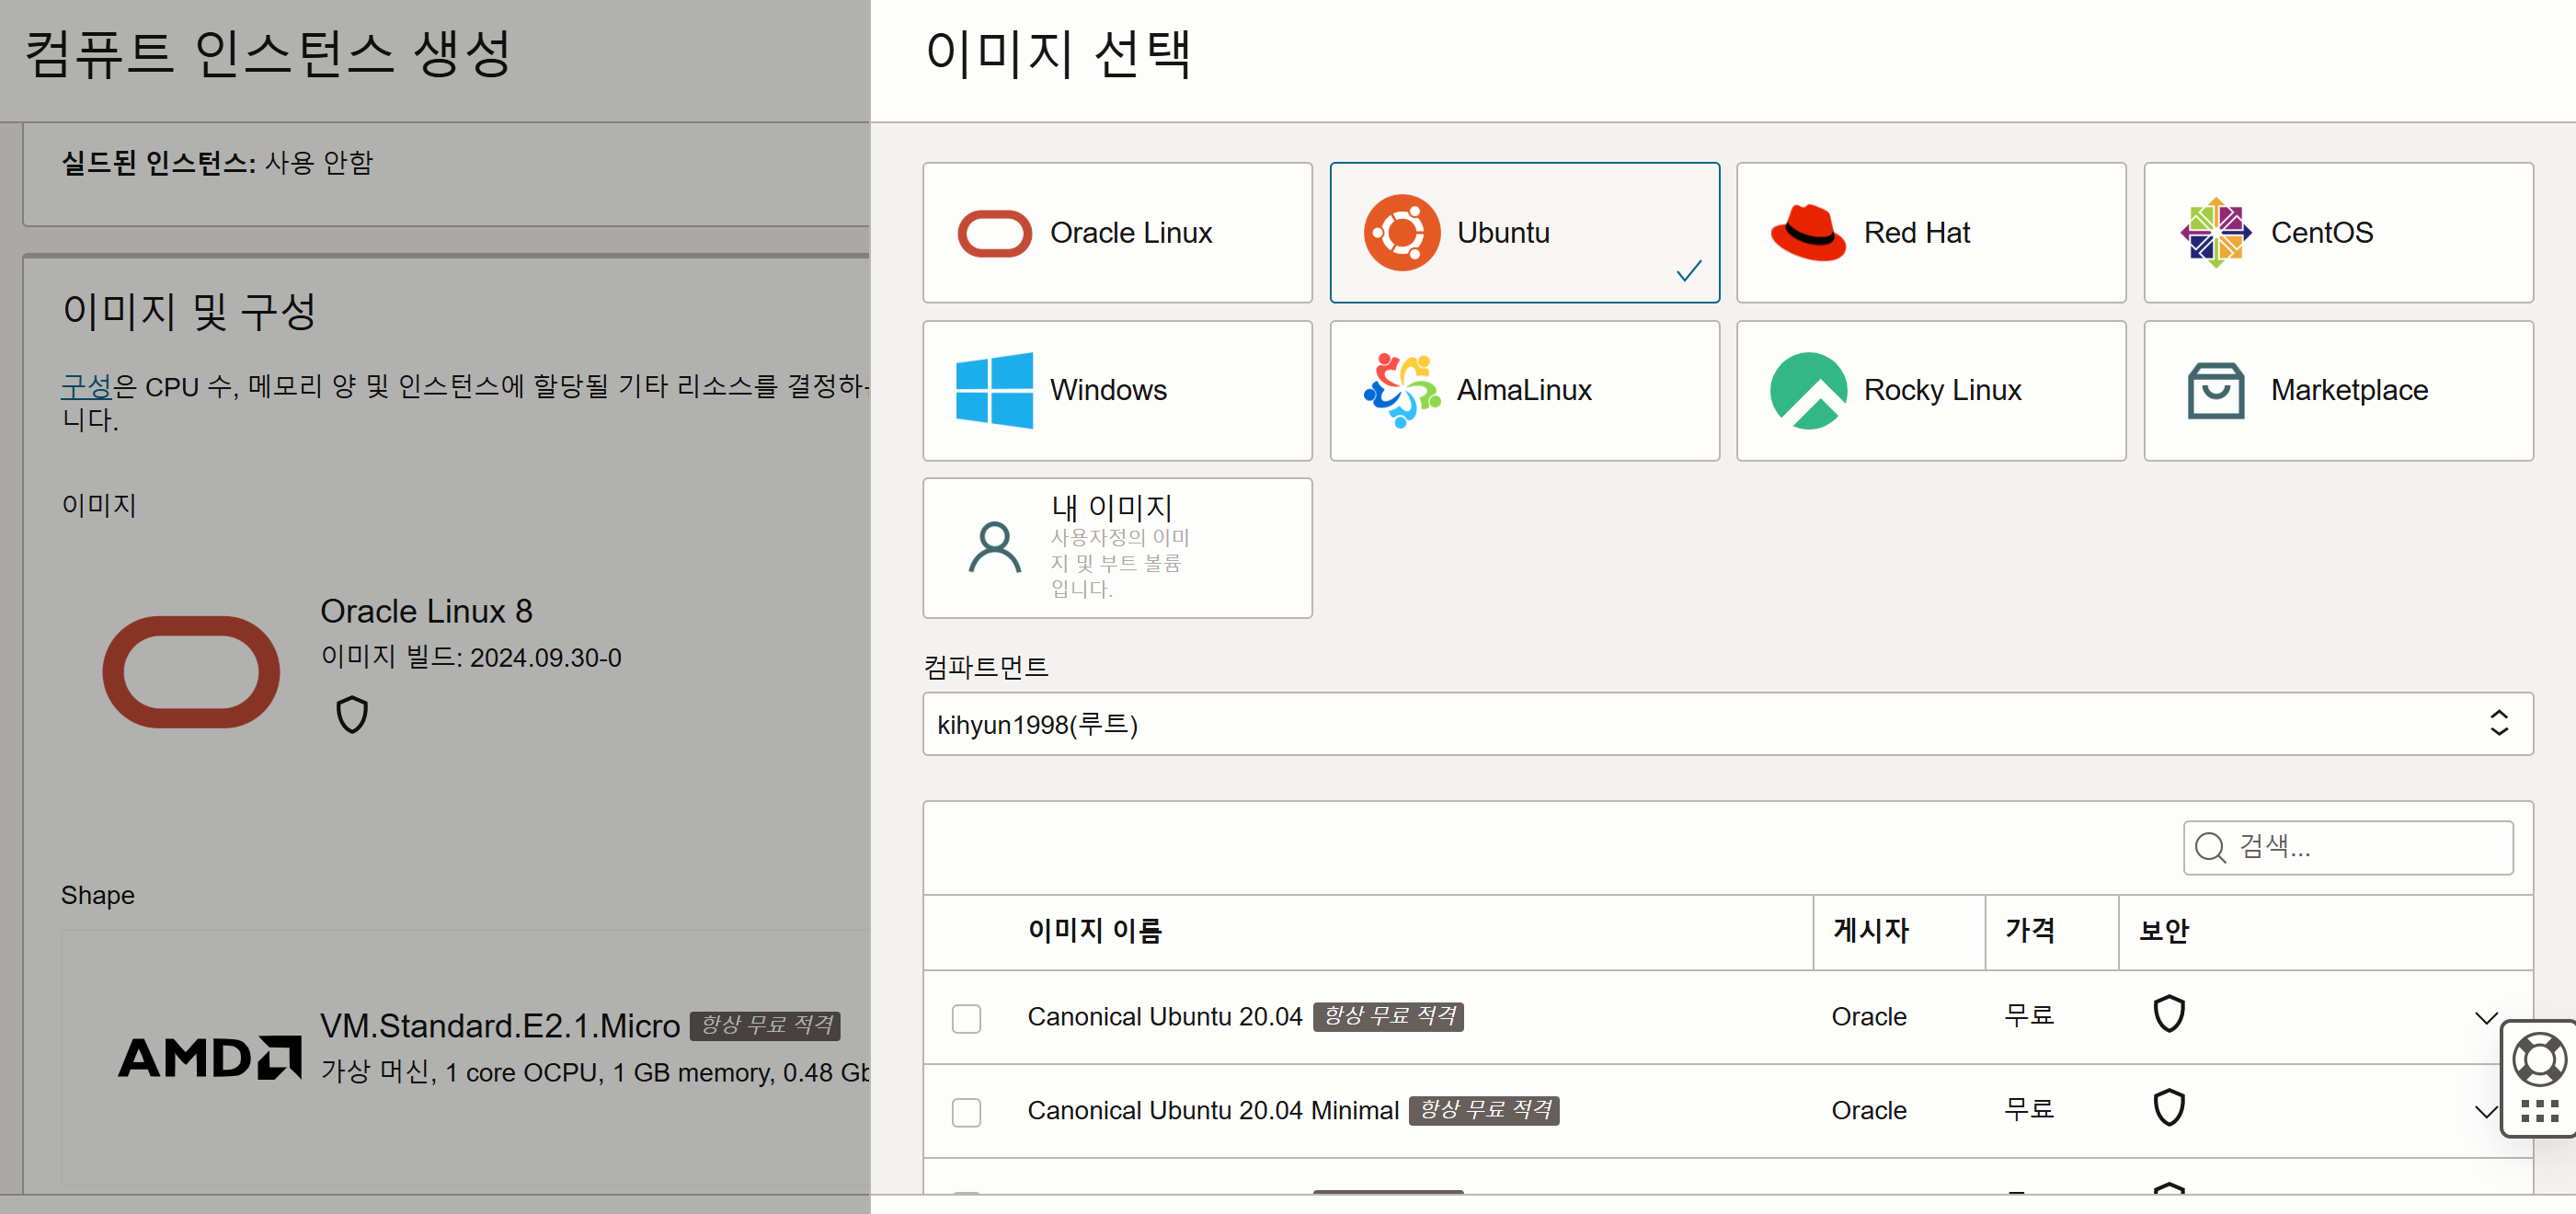 컴퓨트 인스턴스 생성
실드된 인스턴스: 사용 안함
이미지 및 구성
구성은 CPU 수, 메모리 양 및 인스턴스에 할당될 기타 리소스를 결정하는
니다.
이미지
Oracle Linux 8
이미지 빌드: 2024.09.30-0
Shape
AMD
VM.Standard.E2.1.Micro 항상 무료 적격
가상 머신, 1 core OCPU, 1 GB memory, 0.48 Gb
이미지 선택
Oracle Linux
Ubuntu
Red Hat
CentOS
Windows
AlmaLinux
Rocky Linux
Marketplace
내 이미지
사용자정의 이미
지 및 부트 볼륨
입니다.
컴파트먼트
kihyun1998(루트)
검색...
이미지 이름 게시자 가격 보안
Canonical Ubuntu 20.04 항상 무료 적격 Oracle 무료
Canonical Ubuntu 20.04 Minimal 항상 무료 적격 Oracle 무료